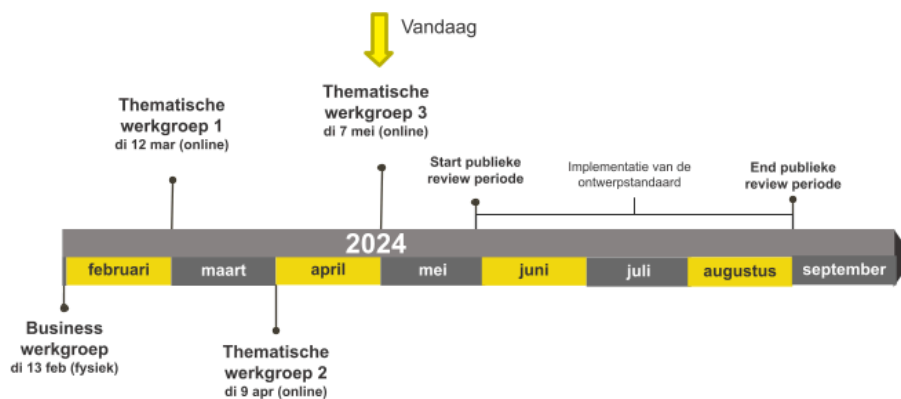 Vandaag
Thematische
werkgroep 1
di 12 mar (online)
Thematische
werkgroep 3
di 7 mei (online)
Start publieke
review periode
Implementatie van de
ontwerpstandaard
End publieke
review periode
2024
februari
maart
april
mei
juni
juli
augustus
september
Business
werkgroep
di 13 feb (fysiek)
Thematische
werkgroep 2
di 9 apr (online)